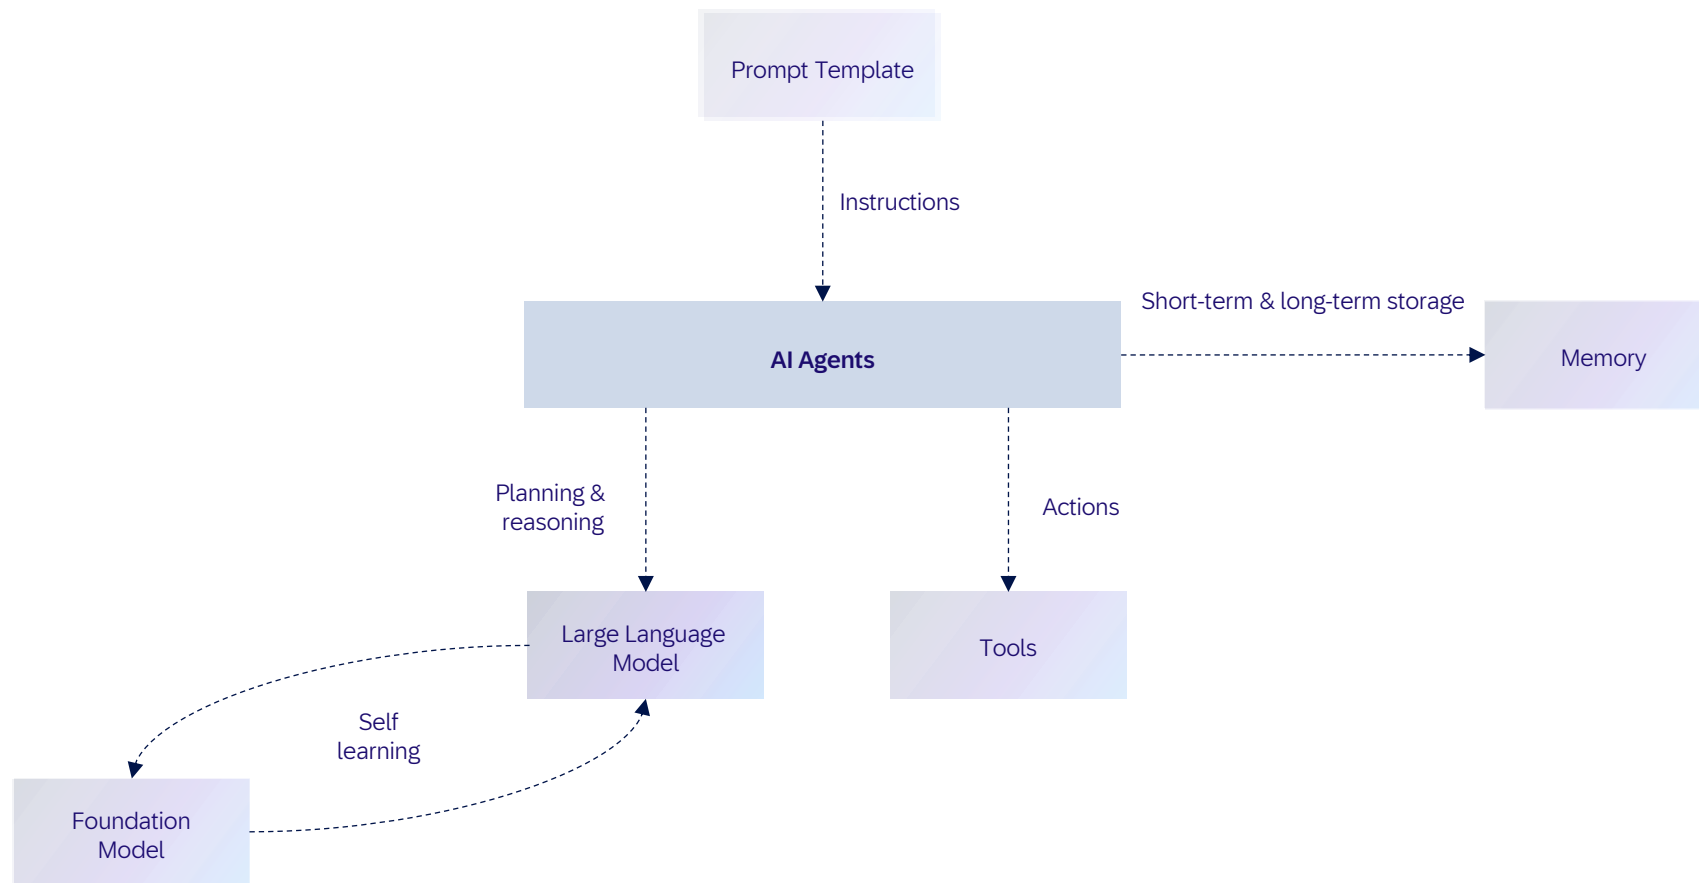 Prompt Template
Instructions
Short-term & long-term storage
AI Agents
Memory
Planning &
reasoning
Actions
Large Language
Model
Tools
Self
learning
Foundation
Model